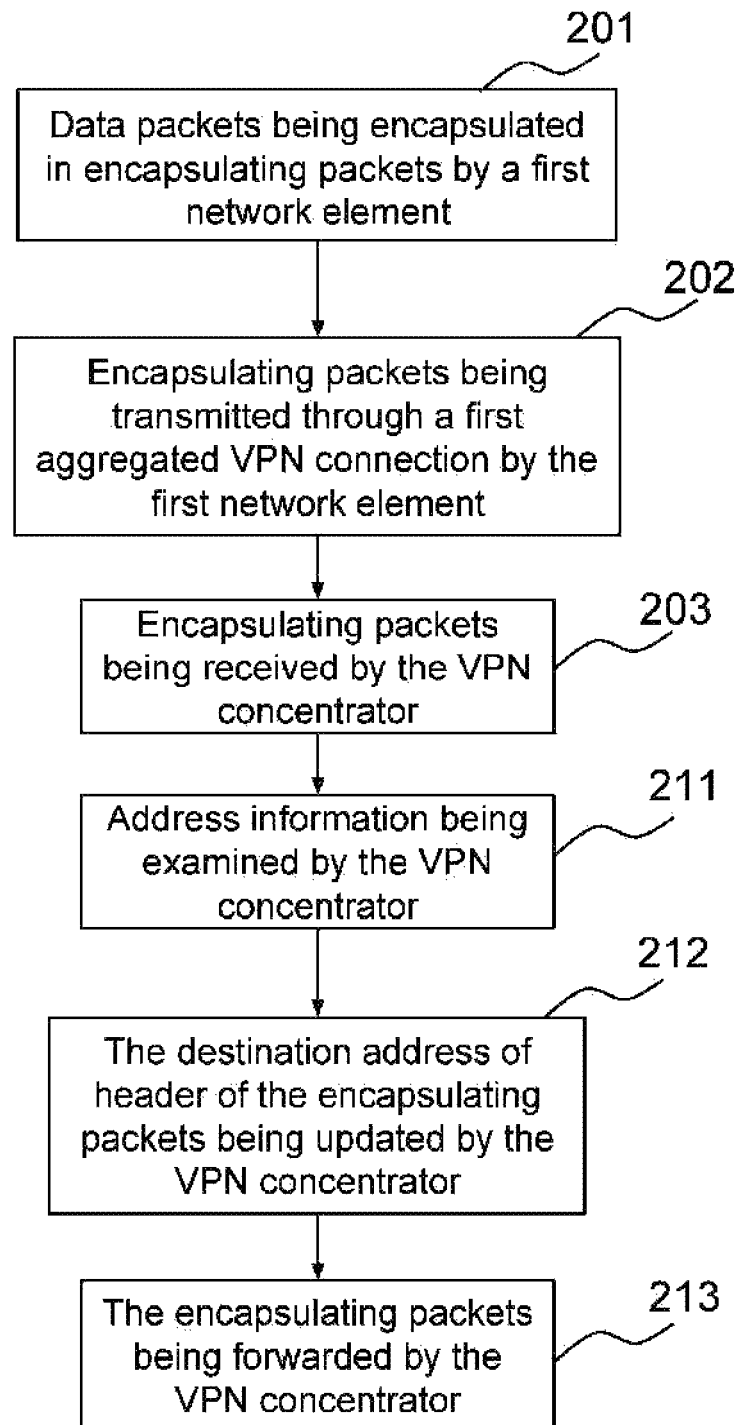 201
Data packets being encapsulated
in encapsulating packets by a first
network element
202
Encapsulating packets being
transmitted through a first
aggregated VPN connection by the
first network element
203
Encapsulating packets
being received by the VPN
concentrator
211
Address information being
examined by the VPN
concentrator
212
The destination address of
header of the encapsulating
packets being updated by the
VPN concentrator
213
The encapsulating packets
being forwarded by the
VPN concentrator